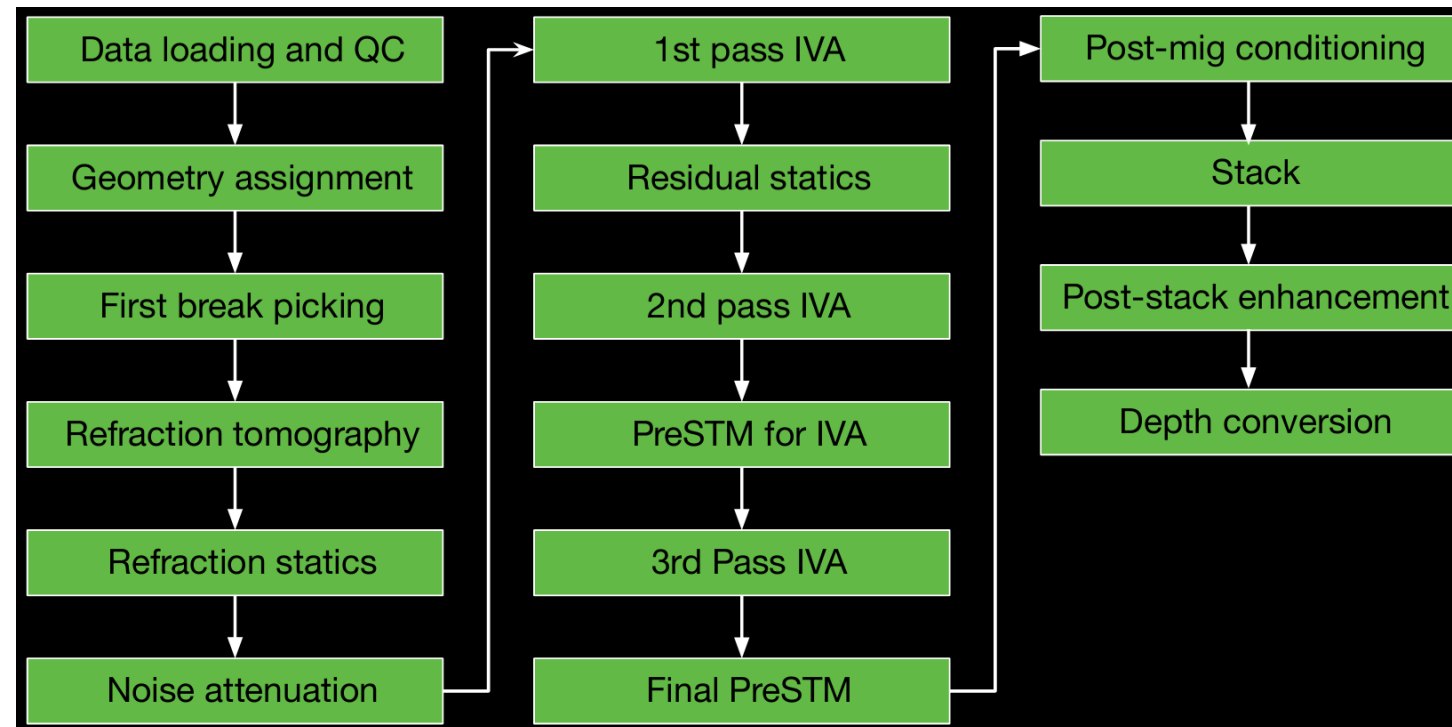 Data loading and QC
Geometry assignment
First break picking
Refraction tomography
Refraction statics
Noise attenuation
1st pass IVA
Residual statics
2nd pass IVA
PreSTM for IVA
3rd Pass IVA
Final PreSTM
Post-mig conditioning
Stack
Post-stack enhancement
Depth conversion